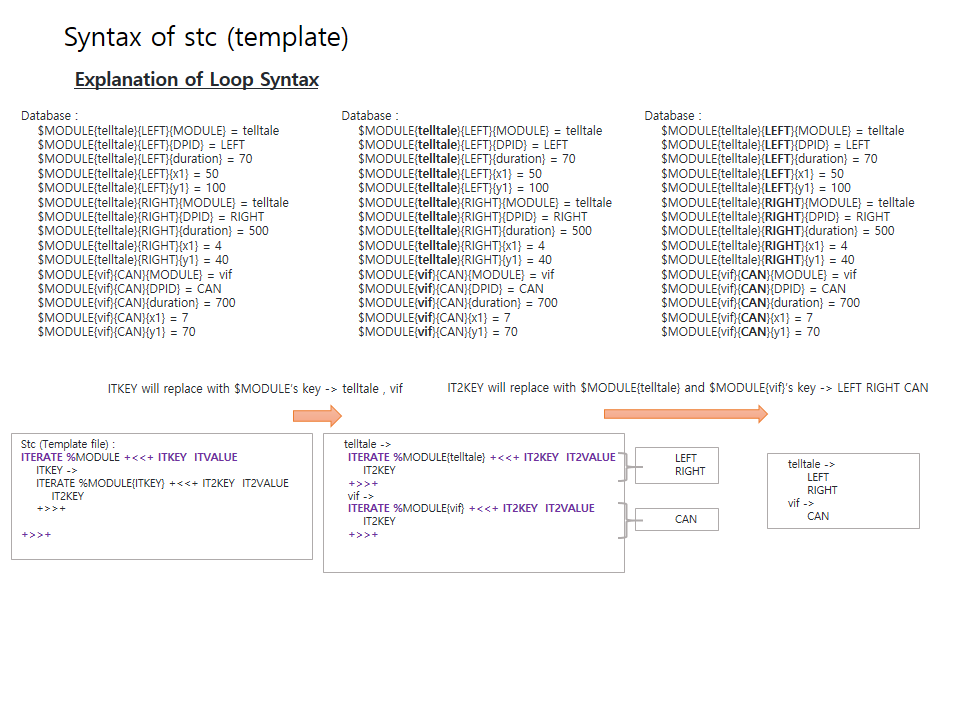 Syntax of stc (template)
Explanation of Loop Syntax
Database :
$MODULE{telltale}{LEFT}{MODULE} = telltale
$MODULE{telltale}{LEFT}{DPID} = LEFT
$MODULE{telltale}{LEFT}{duration} = 70
$MODULE{telltale}{LEFT}{x1} = 50
$MODULE{telltale}{LEFT}{y1} = 100
$MODULE{telltale}{RIGHT}{MODULE} = telltale
$MODULE{telltale}{RIGHT}{DPID} = RIGHT
$MODULE{telltale}{RIGHT}{duration} = 500
$MODULE{telltale}{RIGHT}{x1} = 4
$MODULE{telltale}{RIGHT}{y1} = 40
$MODULE{vif}{CAN}{MODULE} = vif
$MODULE{vif}{CAN}{DPID} = CAN
$MODULE{vif}{CAN}{duration} = 700
$MODULE{vif}{CAN}{x1} = 7
$MODULE{vif}{CAN}{y1} = 70
Database :
$MODULE{telltale}{LEFT}{MODULE} = telltale
$MODULE{telltale}{LEFT}{DPID} = LEFT
$MODULE{telltale}{LEFT}{duration} = 70
$MODULE{telltale}{LEFT}{x1} = 50
$MODULE{telltale}{LEFT}{y1} = 100
$MODULE{telltale}{RIGHT}{MODULE} = telltale
$MODULE{telltale}{RIGHT}{DPID} = RIGHT
$MODULE{telltale}{RIGHT}{duration} = 500
$MODULE{telltale}{RIGHT}{x1} = 4
$MODULE{telltale}{RIGHT}{y1} = 40
$MODULE{vif}{CAN}{MODULE} = vif
$MODULE{vif}{CAN}{DPID} = CAN
$MODULE{vif}{CAN}{duration} = 700
$MODULE{vif}{CAN}{x1} = 7
$MODULE{vif}{CAN}{y1} = 70
Database :
$MODULE{telltale}{LEFT}{MODULE} = telltale
$MODULE{telltale}{LEFT}{DPID} = LEFT
$MODULE{telltale}{LEFT}{duration} = 70
$MODULE{telltale}{LEFT}{x1} = 50
$MODULE{telltale}{LEFT}{y1} = 100
$MODULE{telltale}{RIGHT}{MODULE} = telltale
$MODULE{telltale}{RIGHT}{DPID} = RIGHT
$MODULE{telltale}{RIGHT}{duration} = 500
$MODULE{telltale}{RIGHT}{x1} = 4
$MODULE{telltale}{RIGHT}{y1} = 40
$MODULE{vif}{CAN}{MODULE} = vif
$MODULE{vif}{CAN}{DPID} = CAN
$MODULE{vif}{CAN}{duration} = 700
$MODULE{vif}{CAN}{x1} = 7
$MODULE{vif}{CAN}{y1} = 70
ITKEY will replace with $MODULE's key -> telltale , vif
IT2KEY will replace with $MODULE{telltale} and $MODULE{vif}'s key -> LEFT RIGHT CAN
Stc (Template file) :
ITERATE %MODULE +<<+ ITKEY ITVALUE
ITKEY ->
ITERATE %MODULE{ITKEY} +<<+ IT2KEY IT2VALUE
IT2KEY
+>>+
+>>+
telltale ->
ITERATE %MODULE{telltale} +<<+ IT2KEY IT2VALUE
IT2KEY
+>>+
vif ->
ITERATE %MODULE{vif} +<<+ IT2KEY IT2VALUE
IT2KEY
+>>+
LEFT
RIGHT
CAN
telltale ->
LEFT
RIGHT
vif ->
CAN